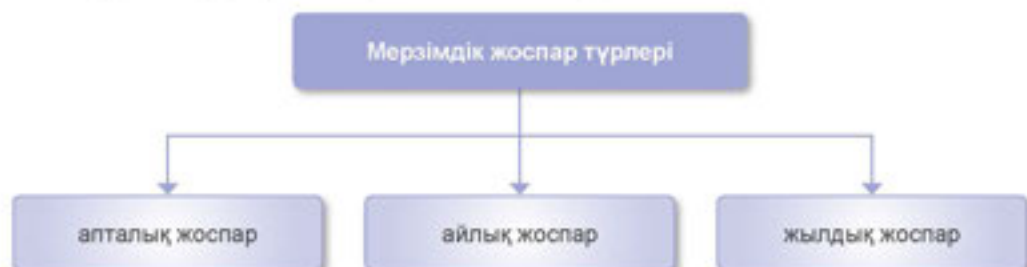 Мерзімдік жоспар түрлері
апталық жоспар
айлық жоспар
жылдық жоспар